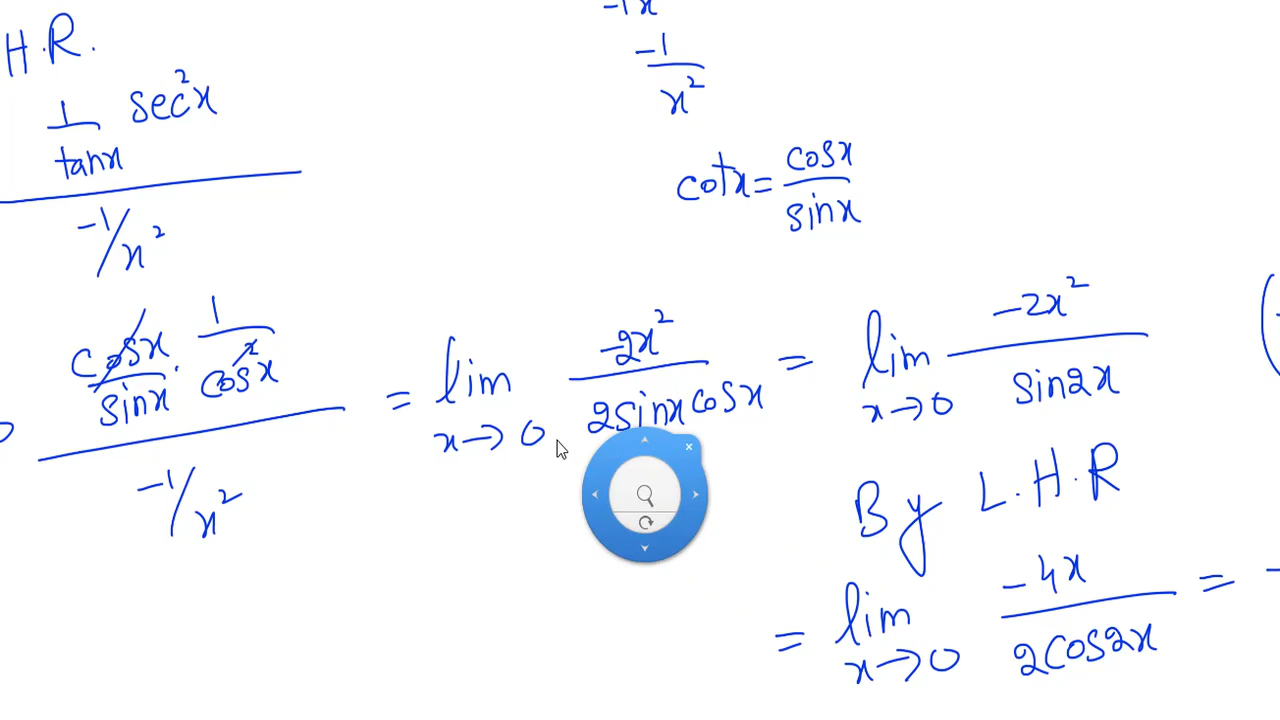 H.R.
1/tanx sec²x
-1/x²
-1x
-1/x²
cotx = cosx/sinx
cosx/sinx · 1/cos²x
-1/x²
= lim x→0 -2x²/2sinxcosx = lim x→0 -2x²/sin2x
By L.H.R
= lim x→0 -4x/2cos2x = -